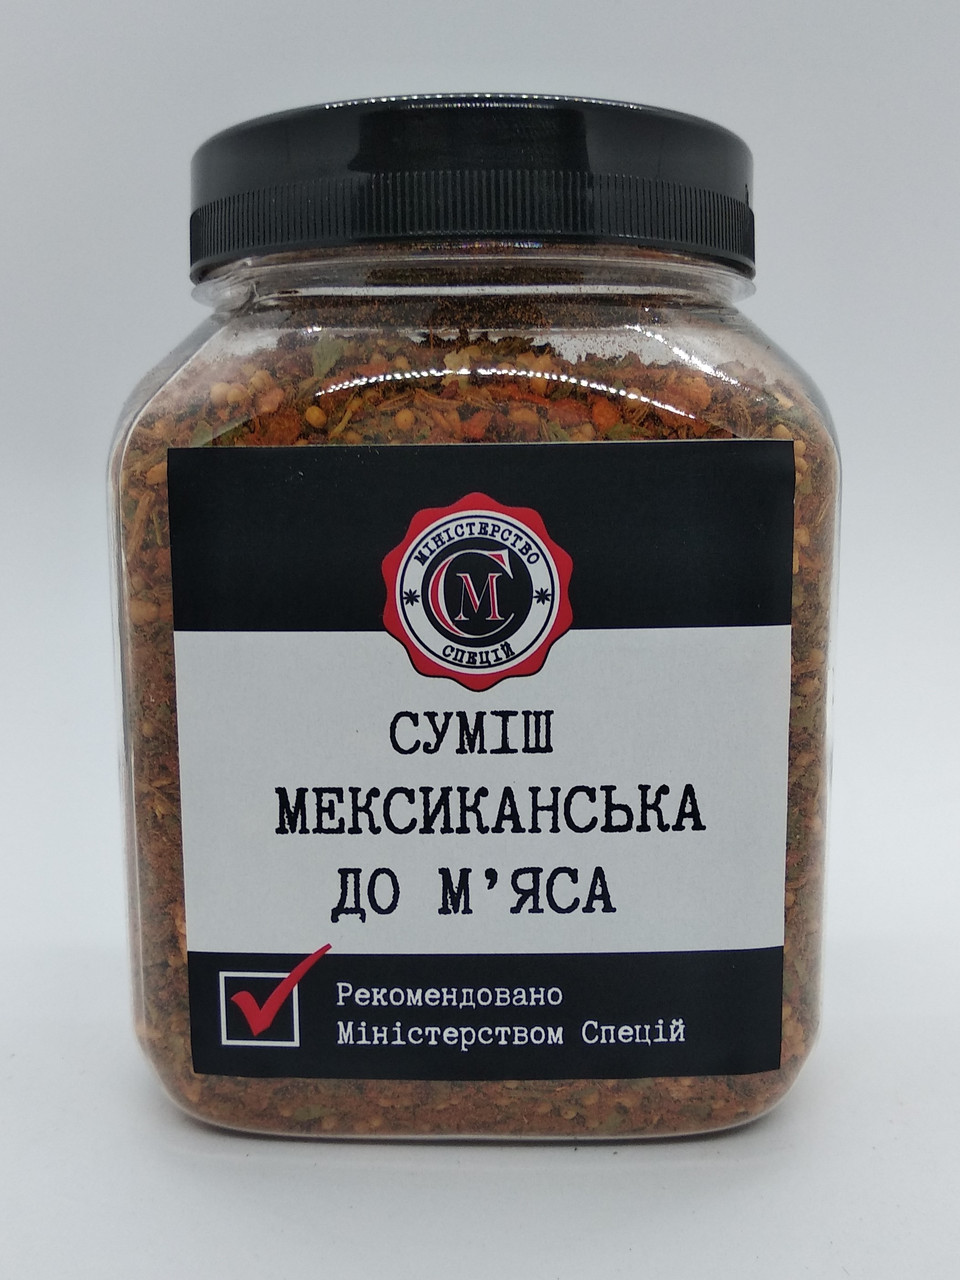 МІНІСТЕРСТВО
СМ
СПЕЦІЙ
СУМІШ
МЕКСИКАНСЬКА
ДО М’ЯСА
Рекомендовано
Міністерством Спецій